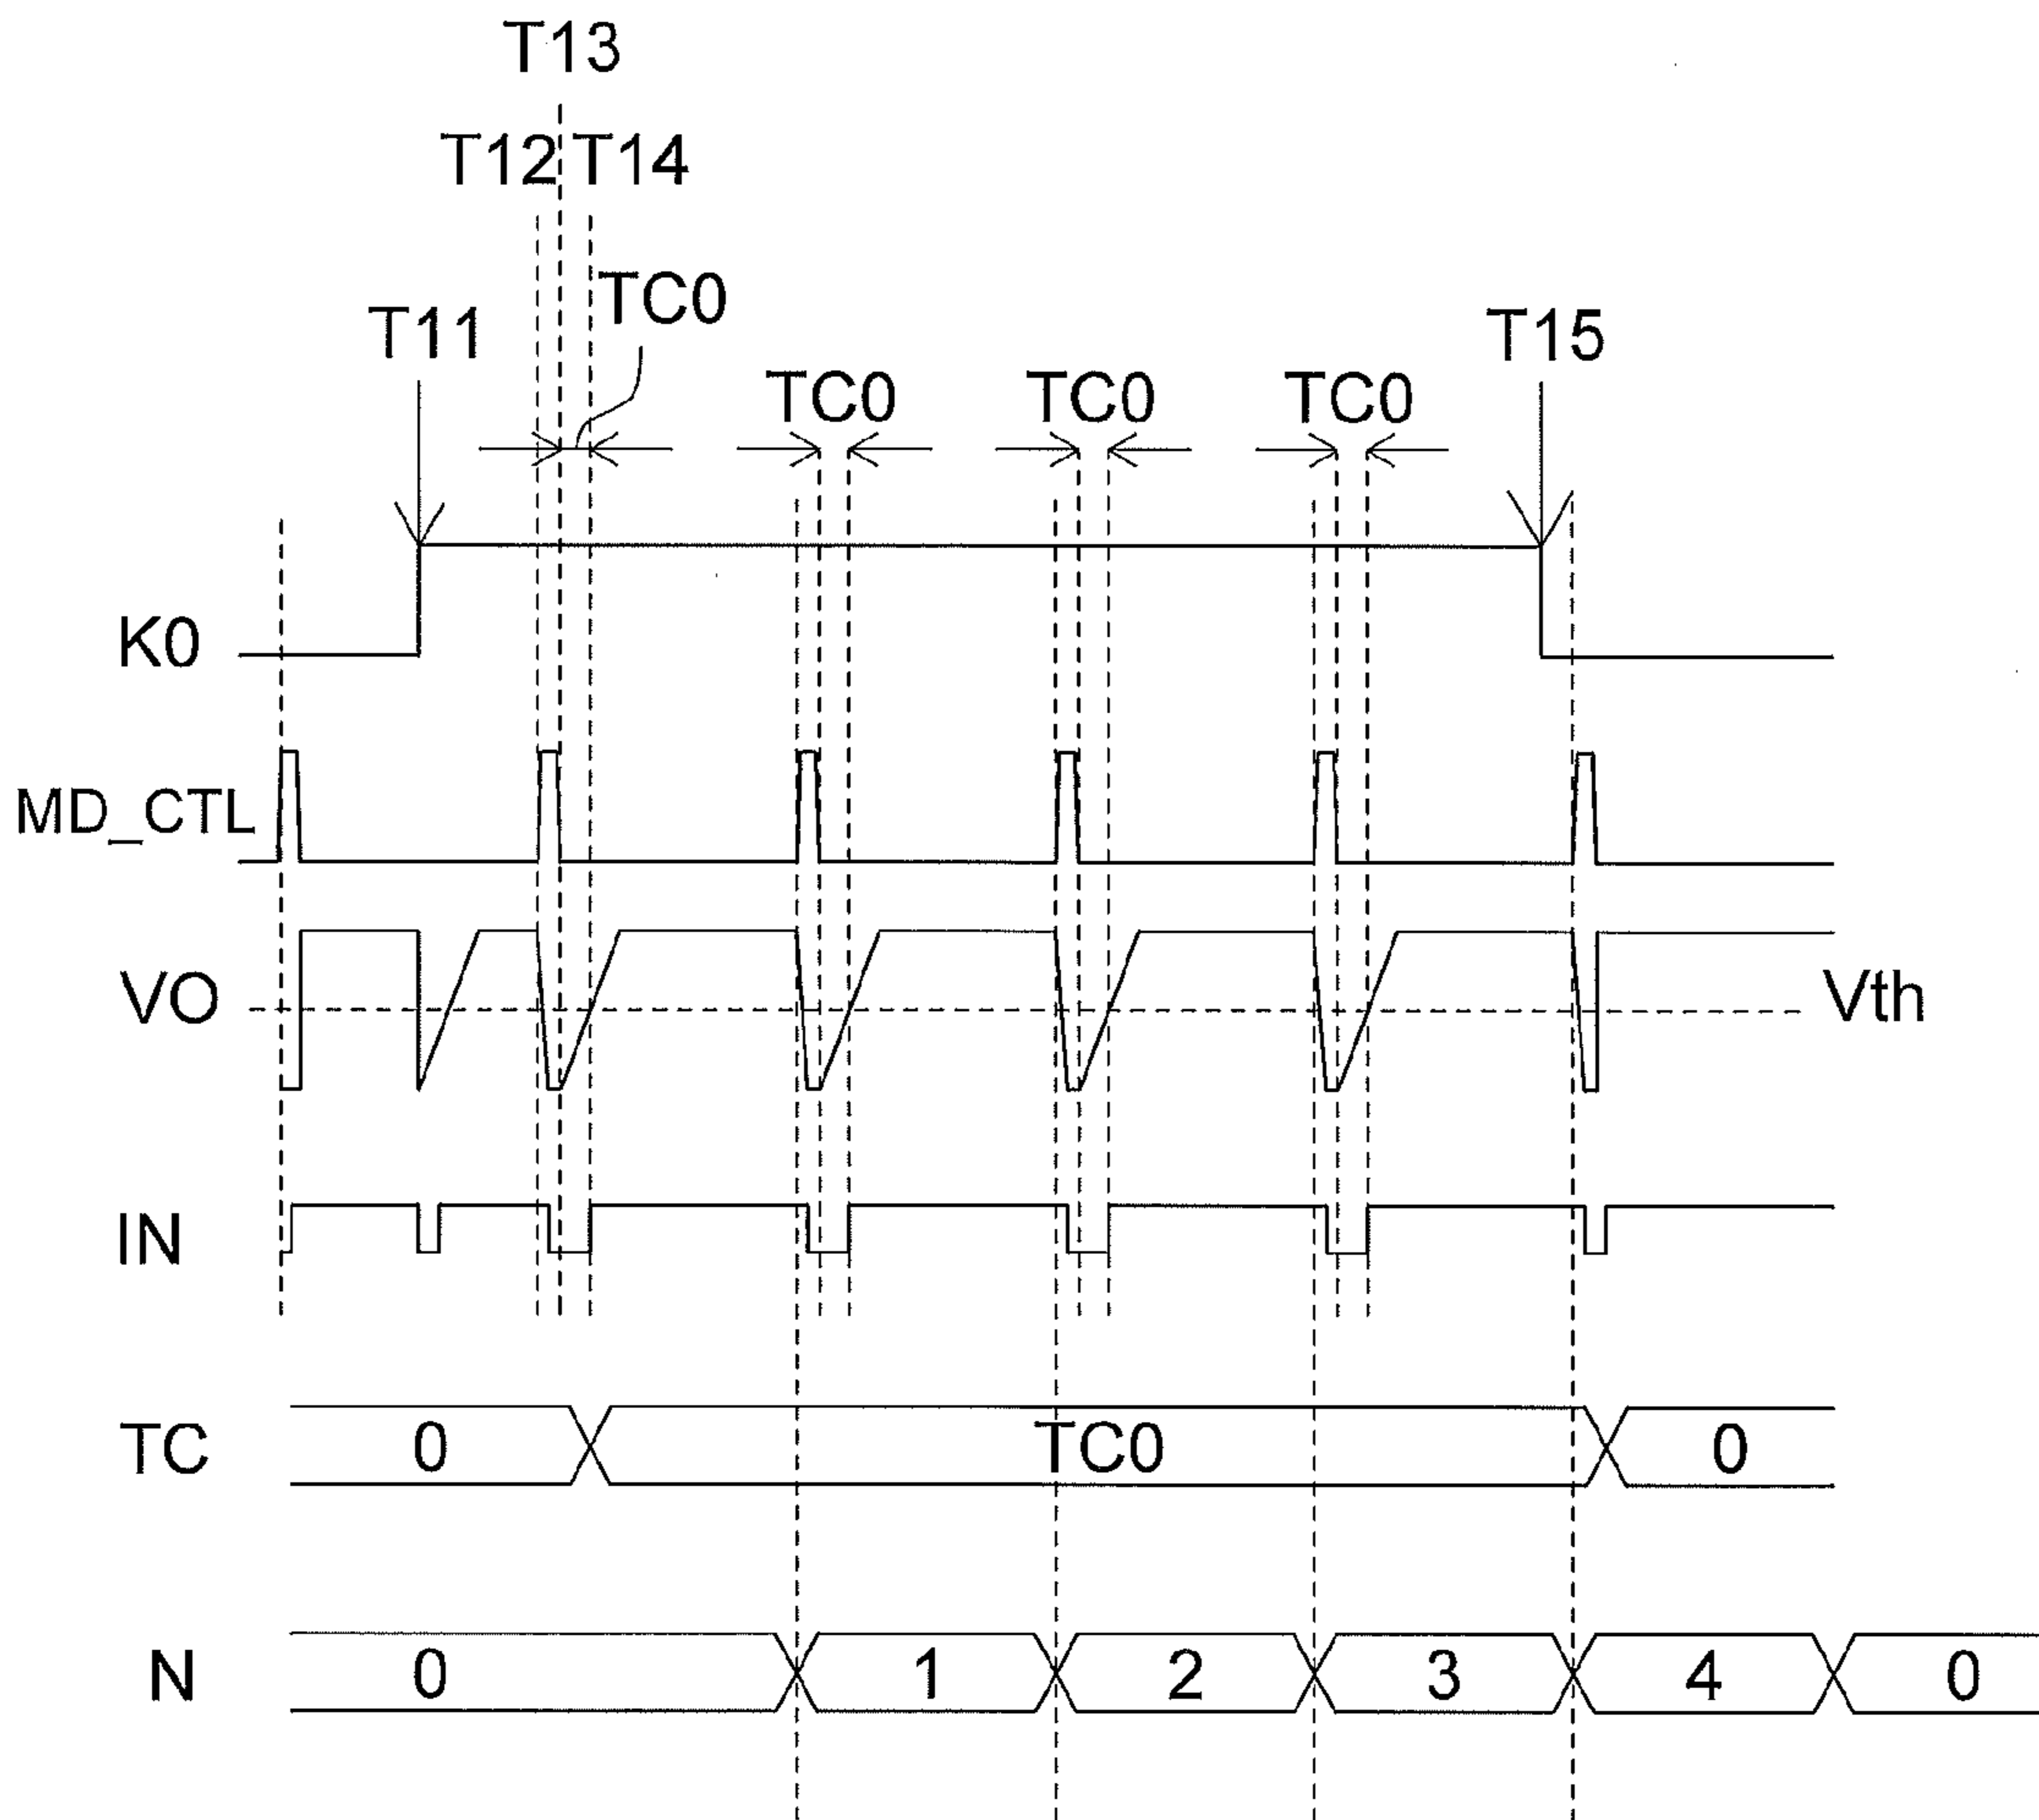 T13
T12 T14
TC0
T11
T15
TC0 TC0 TC0
K0
MD_CTL
VO
Vth
IN
TC 0 TC0 0
N 0 1 2 3 4 0